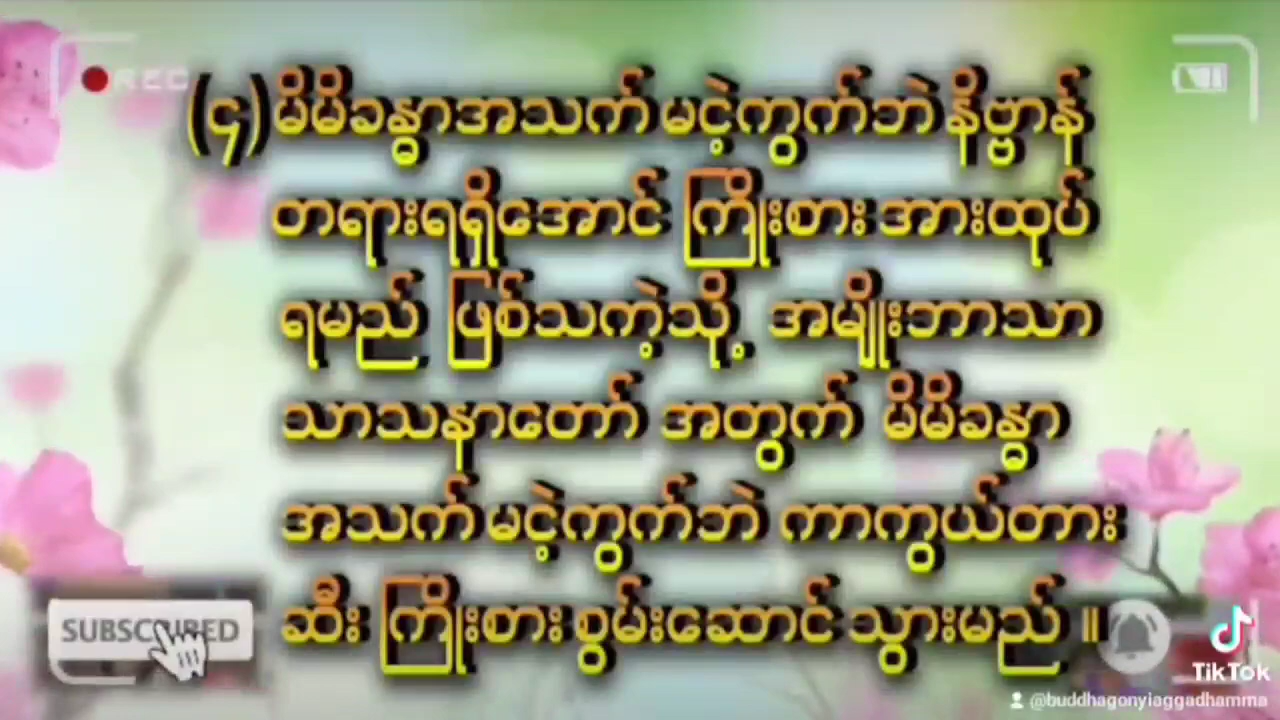 REC
(၄) မိမိခန္ဓာအသက် မငဲ့ကွက်ဘဲ နိဗ္ဗာန်
တရားရရှိအောင် ကြိုးစား အားထုပ်
ရမည် ဖြစ်သကဲ့သို့ အမျိုးဘာသာ
သာသနာတော် အတွက် မိမိခန္ဓာ
အသက် မငဲ့ကွက်ဘဲ ကာကွယ်တား
ဆီး ကြိုးစား စွမ်းဆောင် သွားမည် ။
SUBSCRIBED
TikTok
@buddhagonyiaggadhamma